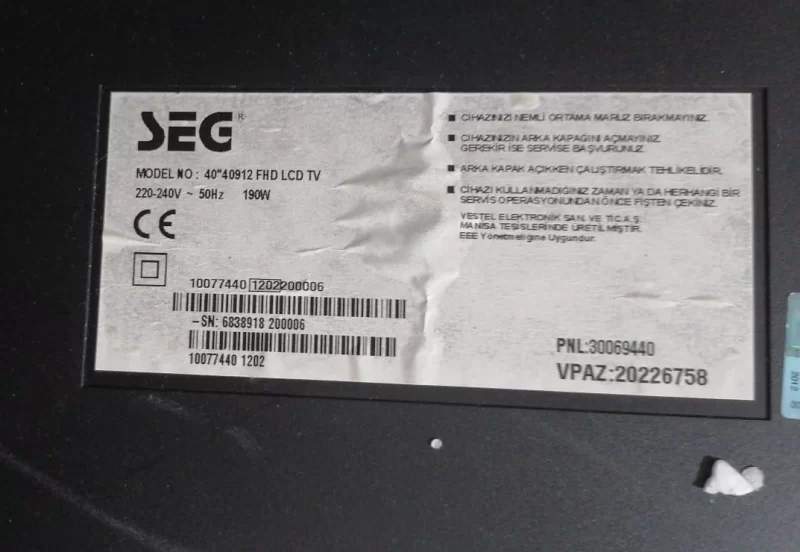 SEG®
MODEL NO : 40"40912 FHD LCD TV
220-240V ~ 50Hz 190W
CE
10077440 1202200006
-SN: 6838918 200006
10077440 1202
■ CİHAZINIZI NEMLİ ORTAMA MARUZ BIRAKMAYINIZ.
■ CİHAZINIZIN ARKA KAPAĞINI AÇMAYINIZ.
GEREKİR İSE SERVİSE BAŞVURUNUZ.
■ ARKA KAPAK AÇIKKEN ÇALIŞTIRMAK TEHLİKELİDİR.
■ CİHAZI KULLANMADIĞINIZ ZAMAN YA DA HERHANGİ BİR
SERVİS OPERASYONUNDAN ÖNCE FİŞTEN ÇEKİNİZ.
VESTEL ELEKTRONİK SAN. VE TİC.A.Ş.
MANİSA TESİSLERİNDE ÜRETİLMİŞTİR.
EEE Yönetmeliğine Uygundur.
PNL:30069440
VPAZ:20226758
2012